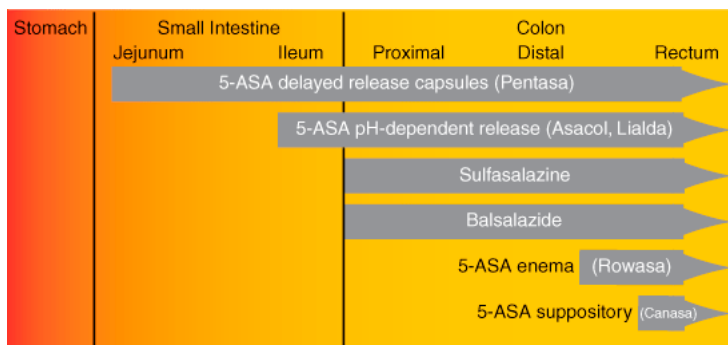 Stomach Small Intestine Colon
Jejunum Ileum Proximal Distal Rectum
5-ASA delayed release capsules (Pentasa)
5-ASA pH-dependent release (Asacol, Lialda)
Sulfasalazine
Balsalazide
5-ASA enema (Rowasa)
5-ASA suppository (Canasa)